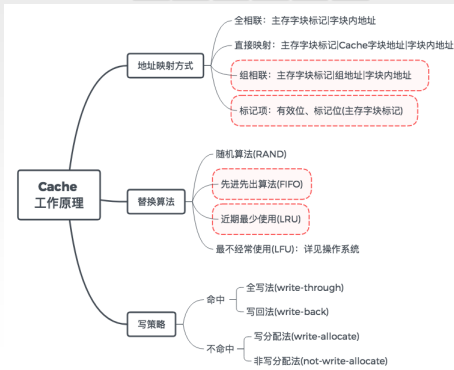 全相联：主存字块标记|字块内地址
直接映射：主存字块标记|Cache字块地址|字块内地址
地址映射方式
组相联：主存字块标记|组地址|字块内地址
标记项：有效位、标记位(主存字块标记)
随机算法(RAND)
先进先出算法(FIFO)
Cache
工作原理
替换算法
近期最少使用(LRU)
最不经常使用(LFU)：详见操作系统
全写法(write-through)
命中
写回法(write-back)
写策略
写分配法(write-allocate)
不命中
非写分配法(not-write-allocate)